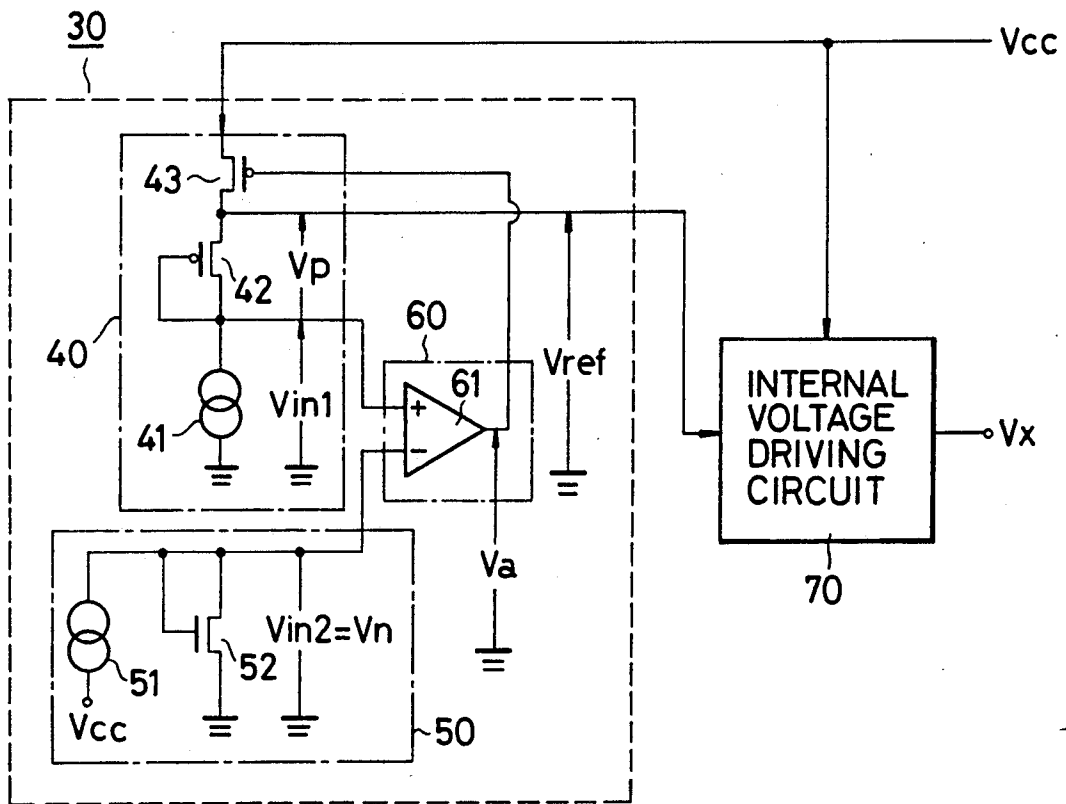 30
Vcc
43
Vp
42
40
60
Vref
Vin1
41
+
61
−
INTERNAL
VOLTAGE
DRIVING
CIRCUIT
Vx
70
Va
Vin2=Vn
52
51
Vcc
50